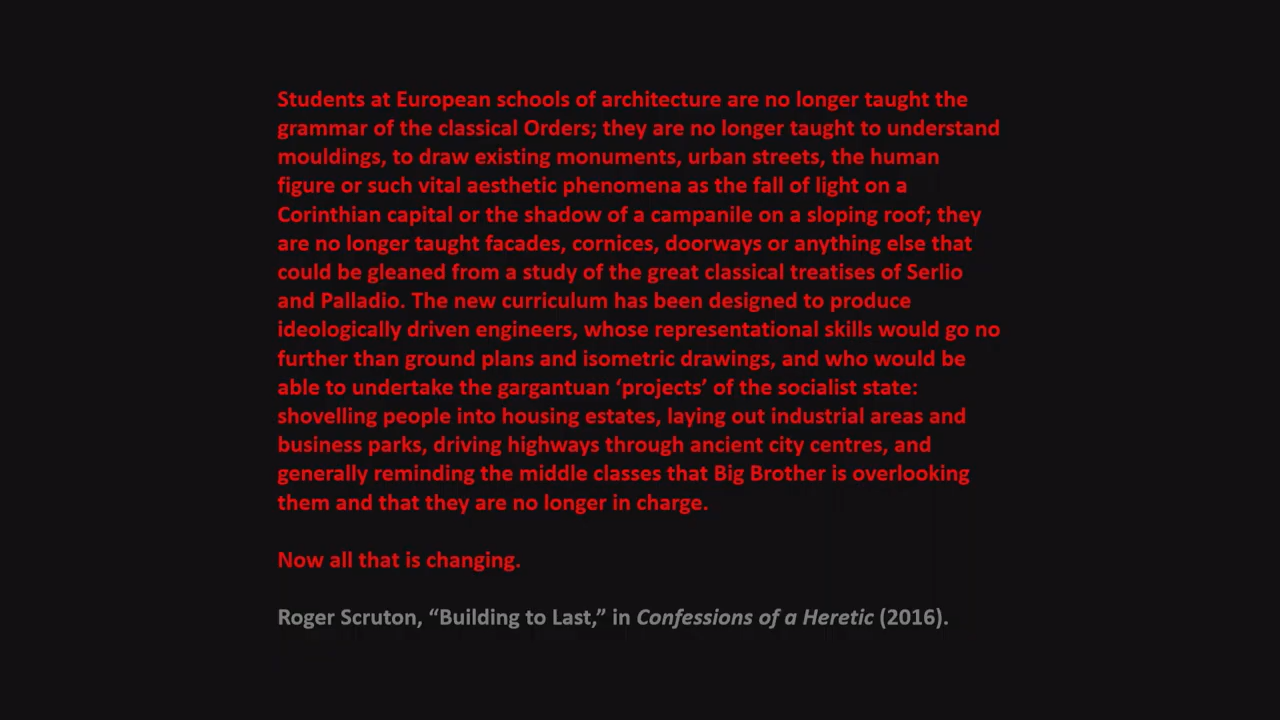 Students at European schools of architecture are no longer taught the
grammar of the classical Orders; they are no longer taught to understand
mouldings, to draw existing monuments, urban streets, the human
figure or such vital aesthetic phenomena as the fall of light on a
Corinthian capital or the shadow of a campanile on a sloping roof; they
are no longer taught facades, cornices, doorways or anything else that
could be gleaned from a study of the great classical treatises of Serlio
and Palladio. The new curriculum has been designed to produce
ideologically driven engineers, whose representational skills would go no
further than ground plans and isometric drawings, and who would be
able to undertake the gargantuan ‘projects’ of the socialist state:
shovelling people into housing estates, laying out industrial areas and
business parks, driving highways through ancient city centres, and
generally reminding the middle classes that Big Brother is overlooking
them and that they are no longer in charge.
Now all that is changing.
Roger Scruton, “Building to Last,” in Confessions of a Heretic (2016).